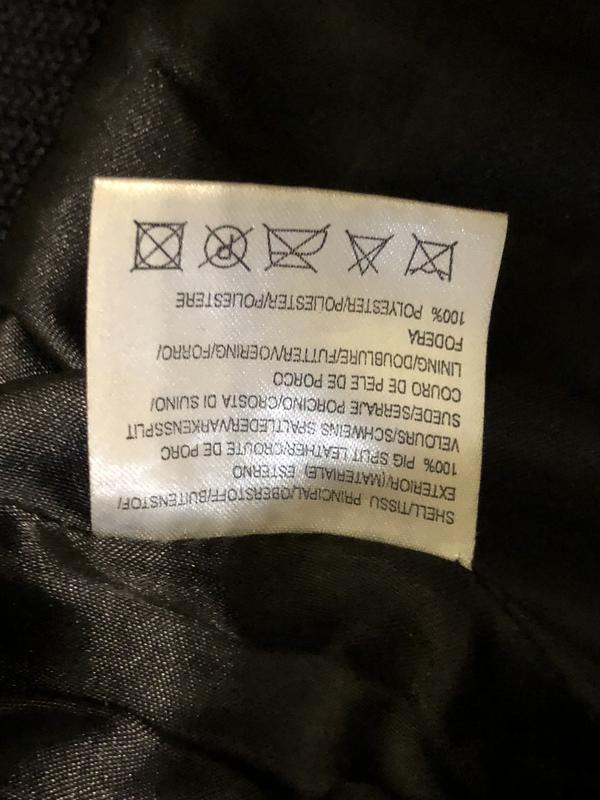 SHELL/TISSU PRINCIPAL/OBERSTOFF/BUITENSTOF/
EXTERIOR/(MATERIALE) ESTERNO
100% PIG SPLIT LEATHER/CROUTE DE PORC
VELOURS/SCHWEINS SPALTLEDER/VARKENSSPLIT
SUEDE/SERRAJE PORCINO/CROSTA DI SUINO/
COURO DE PELE DE PORCO
LINING/DOUBLURE/FUTTER/VOERING/FORRO/
FODERA
100% POLYESTER/POLIESTER/POLIESTERE
P